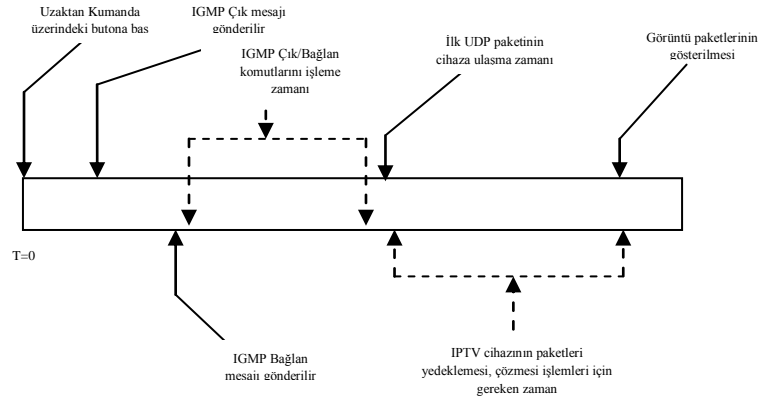 Uzaktan Kumanda
üzerindeki butona bas
IGMP Çık mesajı
gönderilir
IGMP Çık/Bağlan
komutlarını işleme
zamanı
İlk UDP paketinin
cihaza ulaşma zamanı
Görüntü paketlerinin
gösterilmesi
T=0
IGMP Bağlan
mesajı gönderilir
IPTV cihazının paketleri
yedeklemesi, çözmesi işlemleri için
gereken zaman